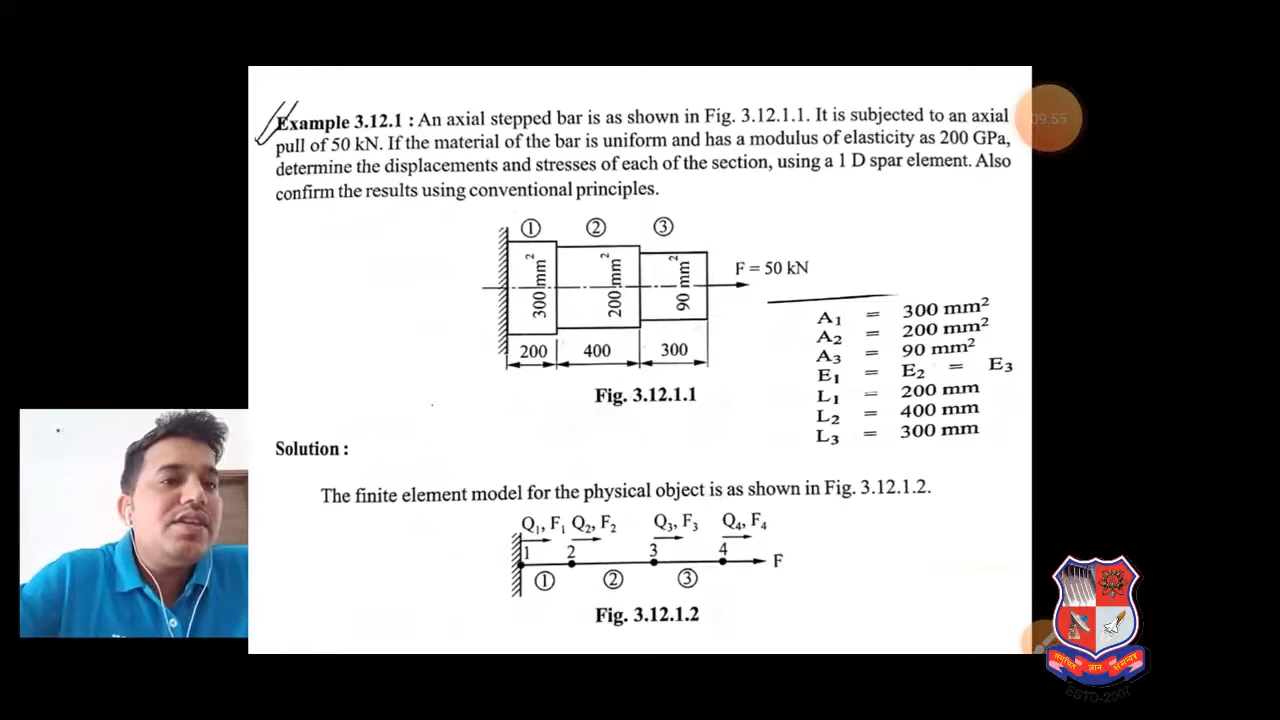 09:55
Example 3.12.1 : An axial stepped bar is as shown in Fig. 3.12.1.1. It is subjected to an axial
pull of 50 kN. If the material of the bar is uniform and has a modulus of elasticity as 200 GPa,
determine the displacements and stresses of each of the section, using a 1 D spar element. Also
confirm the results using conventional principles.
① ② ③
300 mm²
200 mm²
90 mm²
F = 50 kN
200 400 300
Fig. 3.12.1.1
A₁ = 300 mm²
A₂ = 200 mm²
A₃ = 90 mm²
E₁ = E₂ = E₃
L₁ = 200 mm
L₂ = 400 mm
L₃ = 300 mm
Solution :
The finite element model for the physical object is as shown in Fig. 3.12.1.2.
Q₁, F₁ Q₂, F₂ Q₃, F₃ Q₄, F₄
1 2 3 4 F
① ② ③
Fig. 3.12.1.2
ESTD-2007